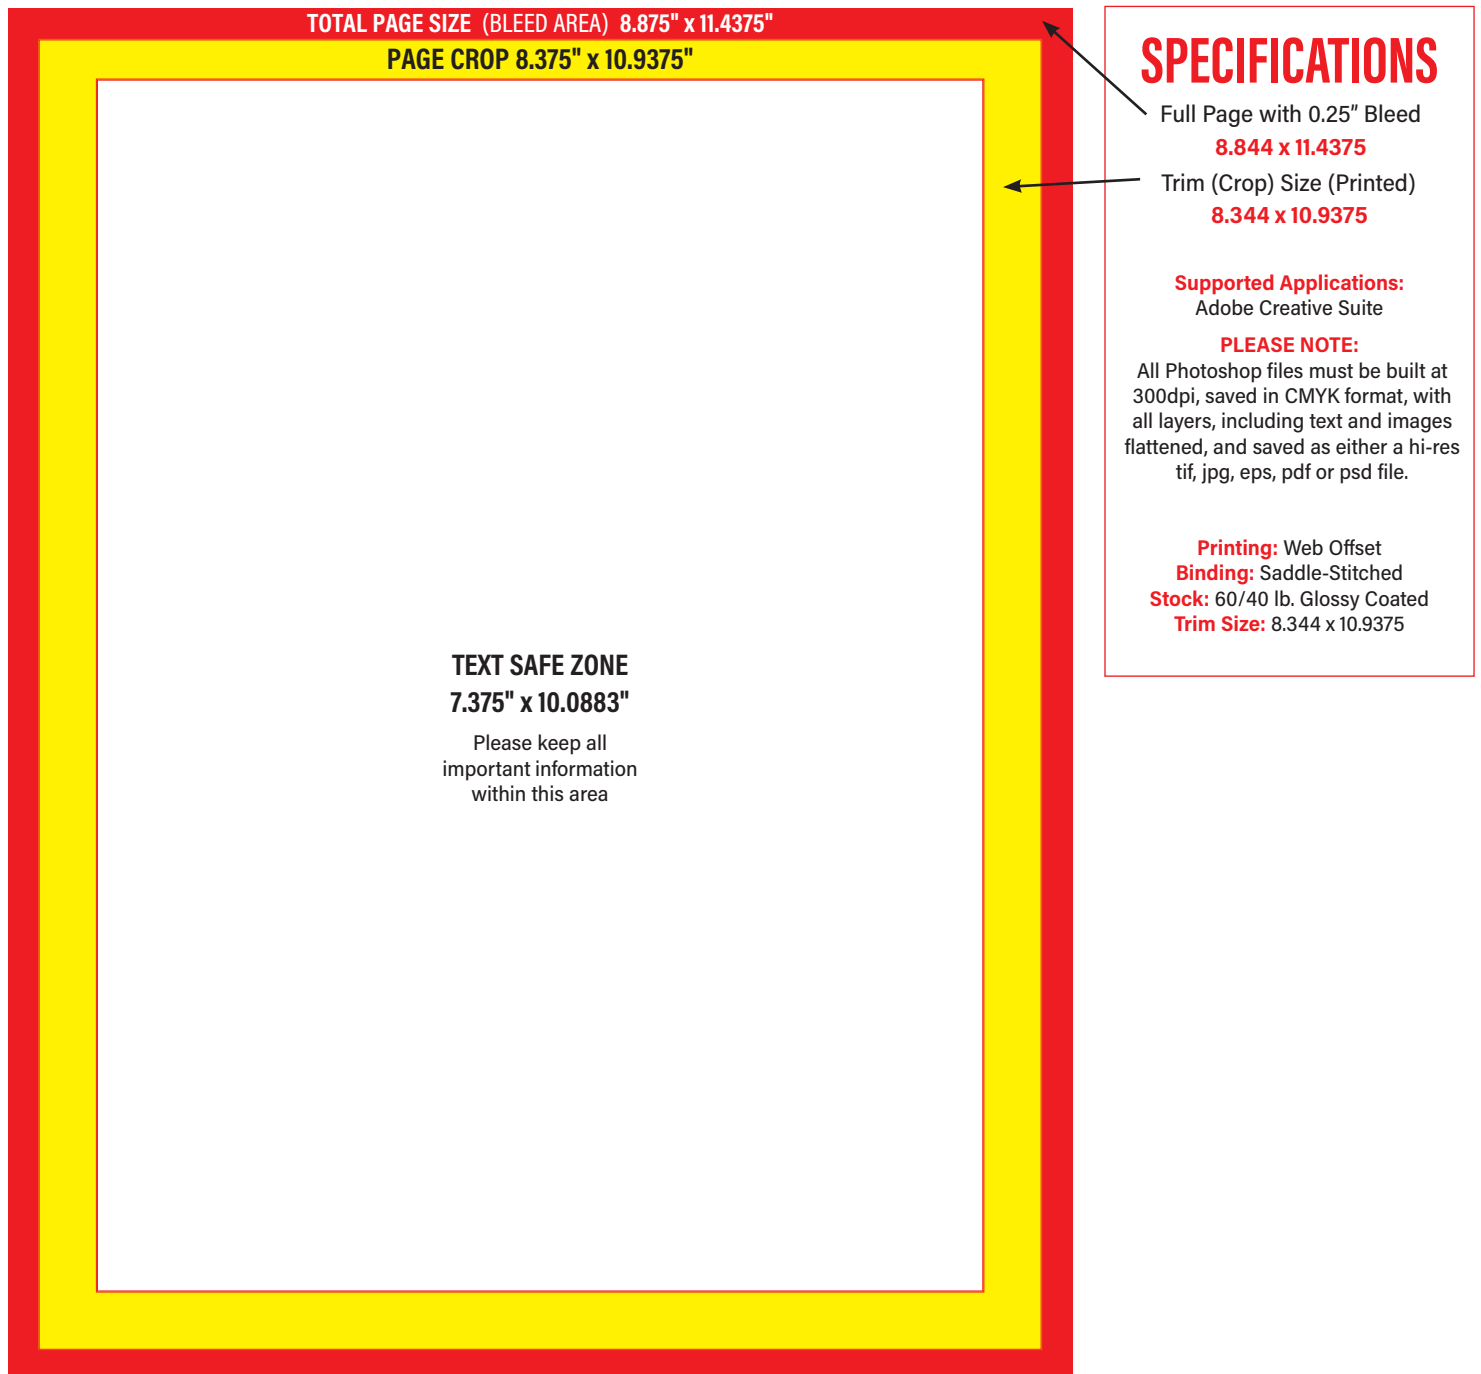 TOTAL PAGE SIZE (BLEED AREA) 8.875" x 11.4375"
PAGE CROP 8.375" x 10.9375"
TEXT SAFE ZONE
7.375" x 10.0883"
Please keep all
important information
within this area
SPECIFICATIONS
Full Page with 0.25” Bleed
8.844 x 11.4375
Trim (Crop) Size (Printed)
8.344 x 10.9375
Supported Applications:
Adobe Creative Suite
PLEASE NOTE:
All Photoshop files must be built at
300dpi, saved in CMYK format, with
all layers, including text and images
flattened, and saved as either a hi-res
tif, jpg, eps, pdf or psd file.
Printing: Web Offset
Binding: Saddle-Stitched
Stock: 60/40 lb. Glossy Coated
Trim Size: 8.344 x 10.9375